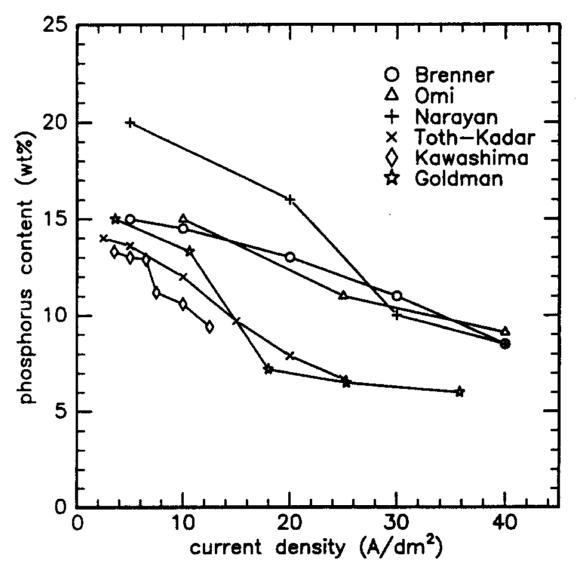 25
20
15
10
5
0
0
10
20
30
40
phosphorus content (wt%)
current density (A/dm²)
Brenner
Omi
Narayan
Toth-Kadar
Kawashima
Goldman